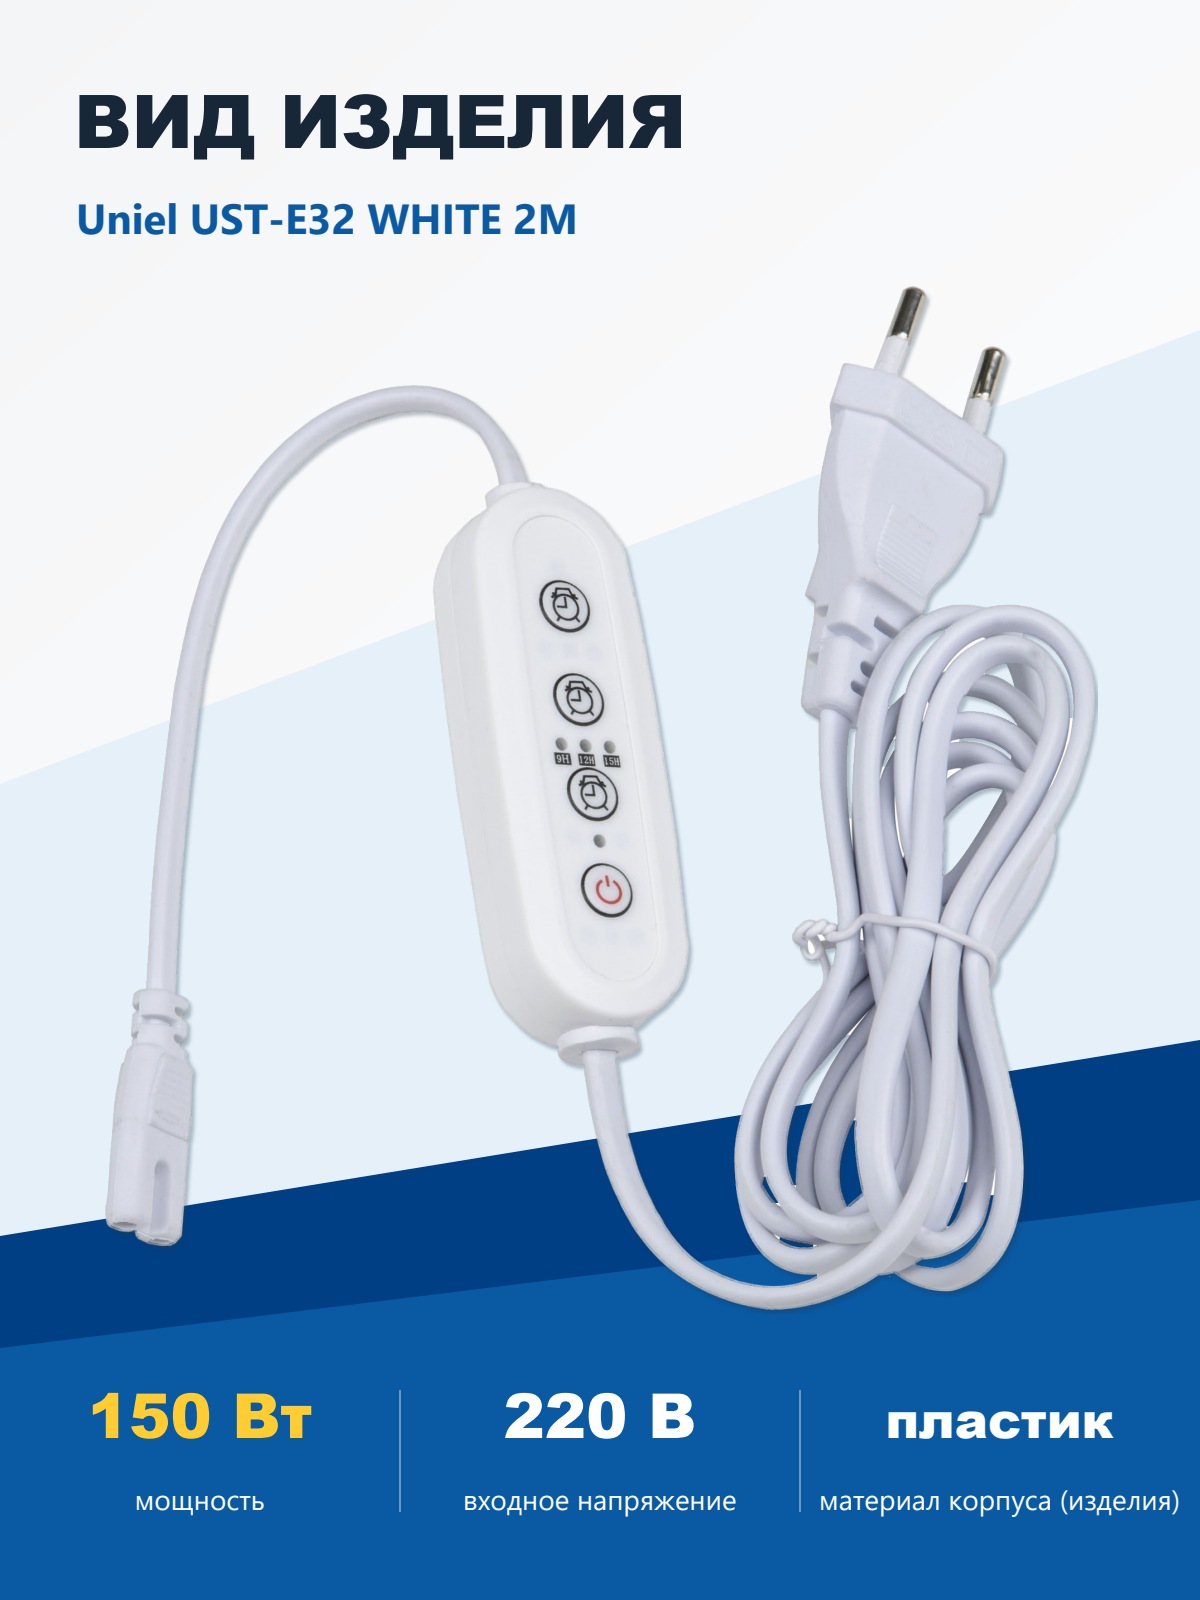 ВИД ИЗДЕЛИЯ
Uniel UST-E32 WHITE 2M
9H 12H 15H
150 Вт
220 В
пластик
мощность
входное напряжение
материал корпуса (изделия)